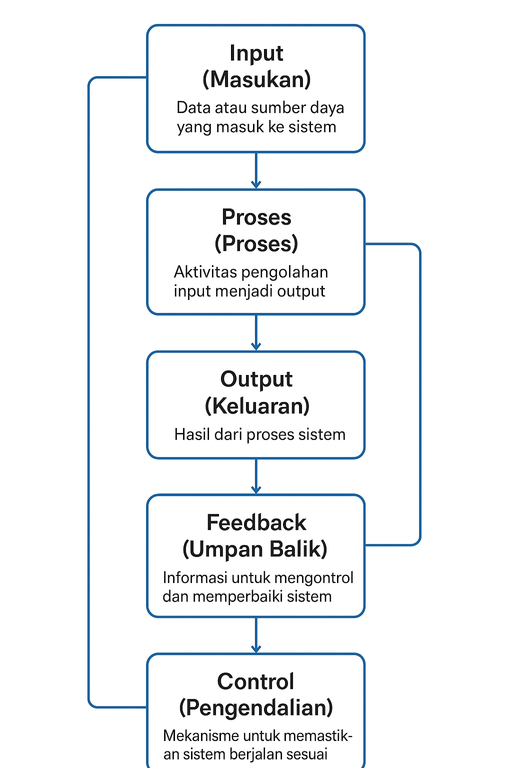 Input
(Masukan)
Data atau sumber daya
yang masuk ke sistem
Proses
(Proses)
Aktivitas pengolahan
input menjadi output
Output
(Keluaran)
Hasil dari proses sistem
Feedback
(Umpan Balik)
Informasi untuk mengontrol
dan memperbaiki sistem
Control
(Pengendalian)
Mekanisme untuk memastik-
an sistem berjalan sesuai